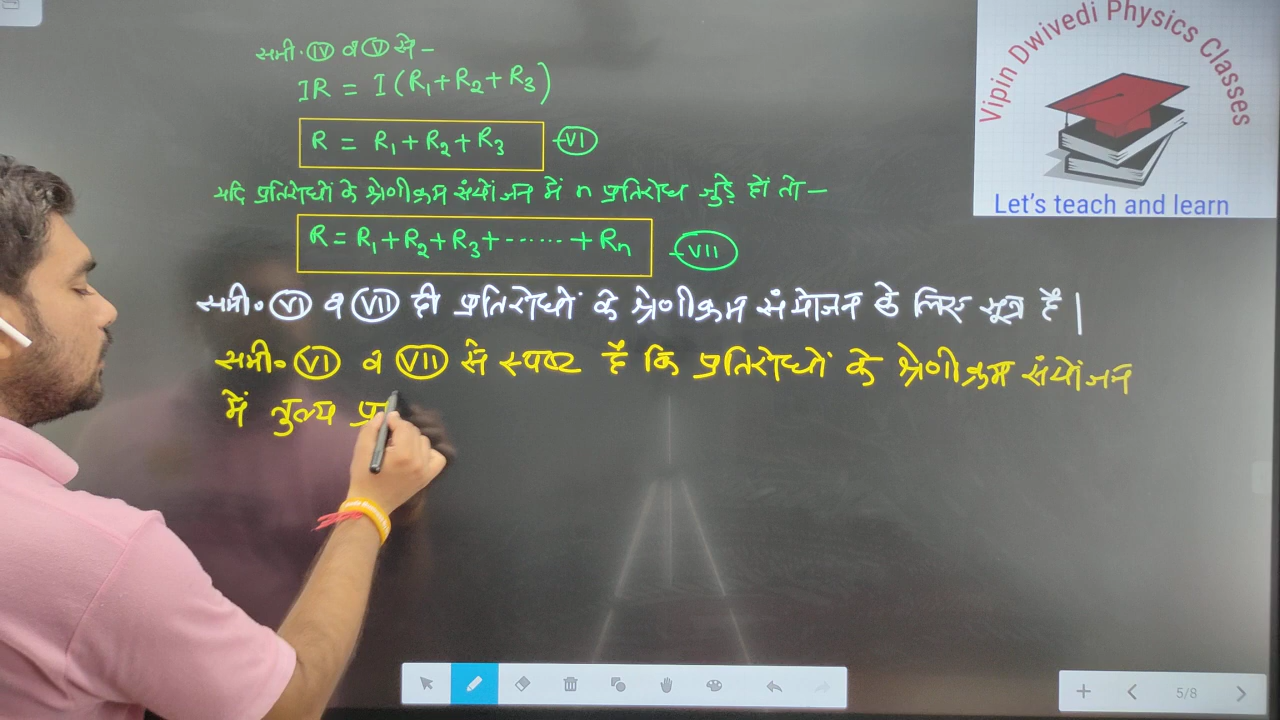 समी. IV व V से –
IR = I (R₁ + R₂ + R₃)
R = R₁ + R₂ + R₃ – VI
यदि प्रतिरोधों के श्रेणीक्रम संयोजन में n प्रतिरोध जुड़े हों तो –
R = R₁ + R₂ + R₃ + ...... + Rn – VII
समी॰ VI व VII ही प्रतिरोधों के श्रेणीक्रम संयोजन के लिए सूत्र है |
समी॰ VI व VII से स्पष्ट है कि प्रतिरोधों के श्रेणीक्रम संयोजन
में तुल्य प्र
Vipin Dwivedi Physics Classes
Let's teach and learn
5/8